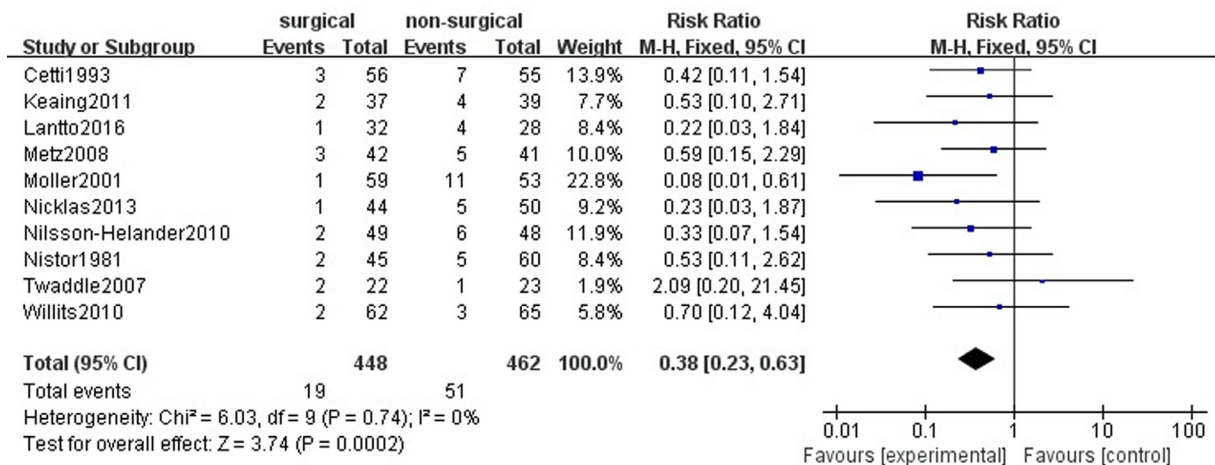 surgical non-surgical Risk Ratio Risk Ratio
Study or Subgroup Events Total Events Total Weight M-H, Fixed, 95% CI M-H, Fixed, 95% CI
Cetti1993 3 56 7 55 13.9% 0.42 [0.11, 1.54]
Keaing2011 2 37 4 39 7.7% 0.53 [0.10, 2.71]
Lantto2016 1 32 4 28 8.4% 0.22 [0.03, 1.84]
Metz2008 3 42 5 41 10.0% 0.59 [0.15, 2.29]
Moller2001 1 59 11 53 22.8% 0.08 [0.01, 0.61]
Nicklas2013 1 44 5 50 9.2% 0.23 [0.03, 1.87]
Nilsson-Helander2010 2 49 6 48 11.9% 0.33 [0.07, 1.54]
Nistor1981 2 45 5 60 8.4% 0.53 [0.11, 2.62]
Twaddle2007 2 22 1 23 1.9% 2.09 [0.20, 21.45]
Willits2010 2 62 3 65 5.8% 0.70 [0.12, 4.04]
Total (95% CI) 448 462 100.0% 0.38 [0.23, 0.63]
Total events 19 51
Heterogeneity: Chi² = 6.03, df = 9 (P = 0.74); I² = 0%
Test for overall effect: Z = 3.74 (P = 0.0002)
0.01 0.1 1 10 100
Favours [experimental] Favours [control]